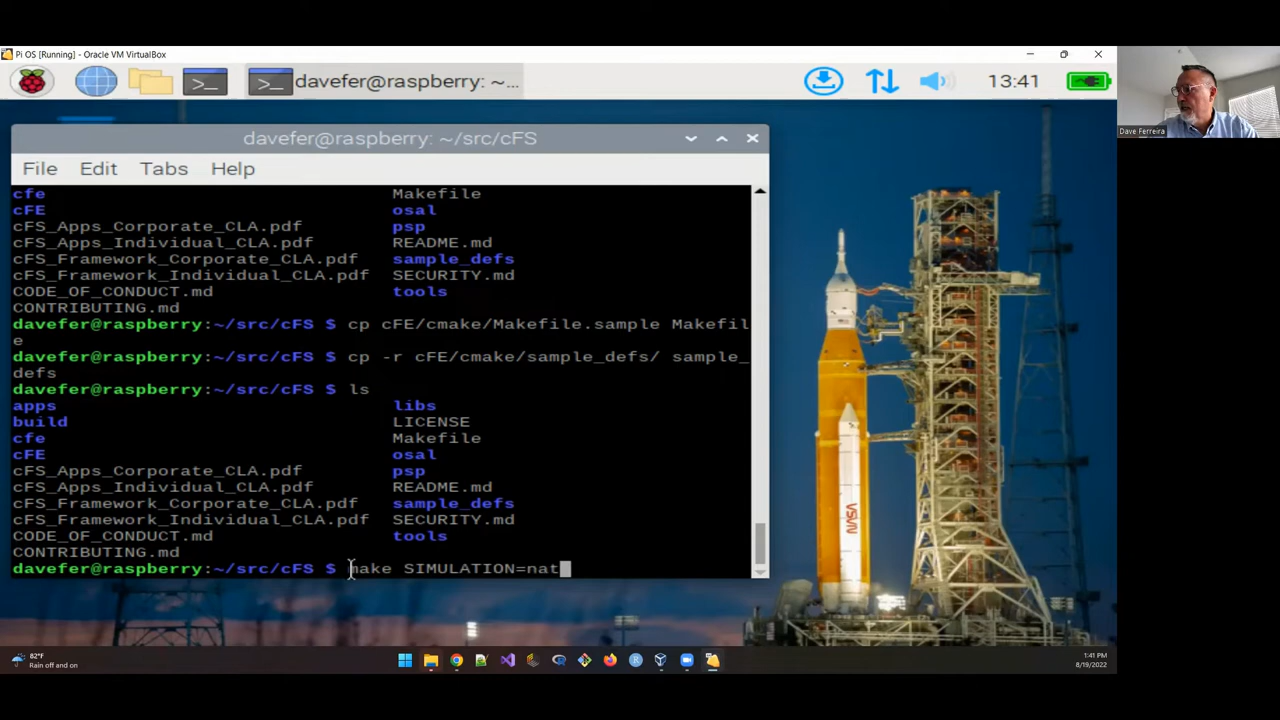 Pi OS [Running] - Oracle VM VirtualBox
davefer@raspberry: ~...
13:41
Dave Ferreira
davefer@raspberry: ~/src/cFS
File Edit Tabs Help
cfe Makefile
cFE osal
cFS_Apps_Corporate_CLA.pdf psp
cFS_Apps_Individual_CLA.pdf README.md
cFS_Framework_Corporate_CLA.pdf sample_defs
cFS_Framework_Individual_CLA.pdf SECURITY.md
CODE_OF_CONDUCT.md tools
CONTRIBUTING.md
davefer@raspberry:~/src/cFS $ cp cFE/cmake/Makefile.sample Makefil
e
davefer@raspberry:~/src/cFS $ cp -r cFE/cmake/sample_defs/ sample_
defs
davefer@raspberry:~/src/cFS $ ls
apps libs
build LICENSE
cfe Makefile
cFE osal
cFS_Apps_Corporate_CLA.pdf psp
cFS_Apps_Individual_CLA.pdf README.md
cFS_Framework_Corporate_CLA.pdf sample_defs
cFS_Framework_Individual_CLA.pdf SECURITY.md
CODE_OF_CONDUCT.md tools
CONTRIBUTING.md
davefer@raspberry:~/src/cFS $ make SIMULATION=nat
NASA
82°F
Rain off and on
1:41 PM
8/19/2022